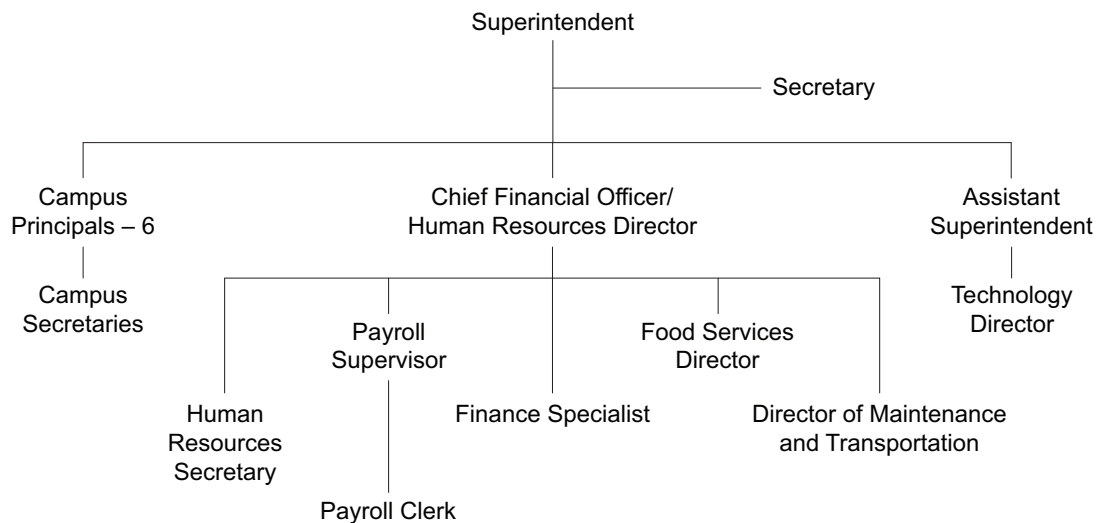 Superintendent
Secretary
Campus
Principals – 6
Chief Financial Officer/
Human Resources Director
Assistant
Superintendent
Campus
Secretaries
Technology
Director
Payroll
Supervisor
Food Services
Director
Human
Resources
Secretary
Finance Specialist
Director of Maintenance
and Transportation
Payroll Clerk